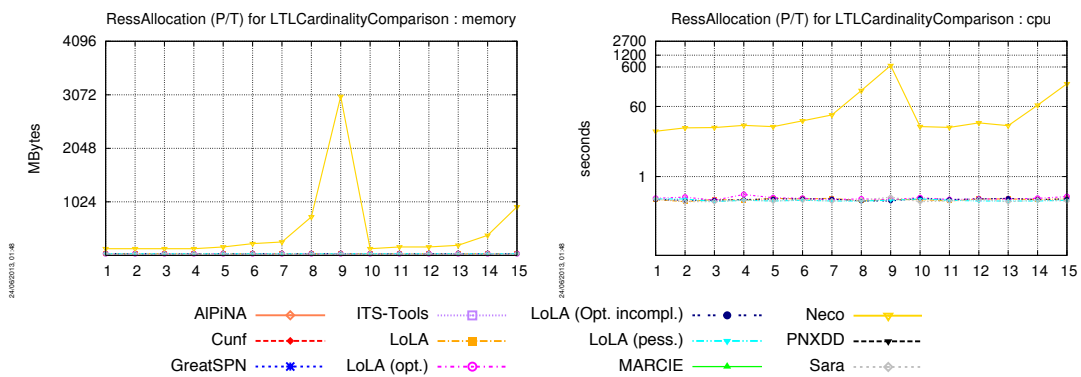 RessAllocation (P/T) for LTLCardinalityComparison : memory
4096
3072
2048
1024
MBytes
1 2 3 4 5 6 7 8 9 10 11 12 13 14 15
24/06/2013, 01:48
RessAllocation (P/T) for LTLCardinalityComparison : cpu
2700
1200
600
60
1
seconds
1 2 3 4 5 6 7 8 9 10 11 12 13 14 15
24/06/2013, 01:48
AlPiNA
Cunf
GreatSPN
ITS-Tools
LoLA
LoLA (opt.)
LoLA (Opt. incompl.)
LoLA (pess.)
MARCIE
Neco
PNXDD
Sara